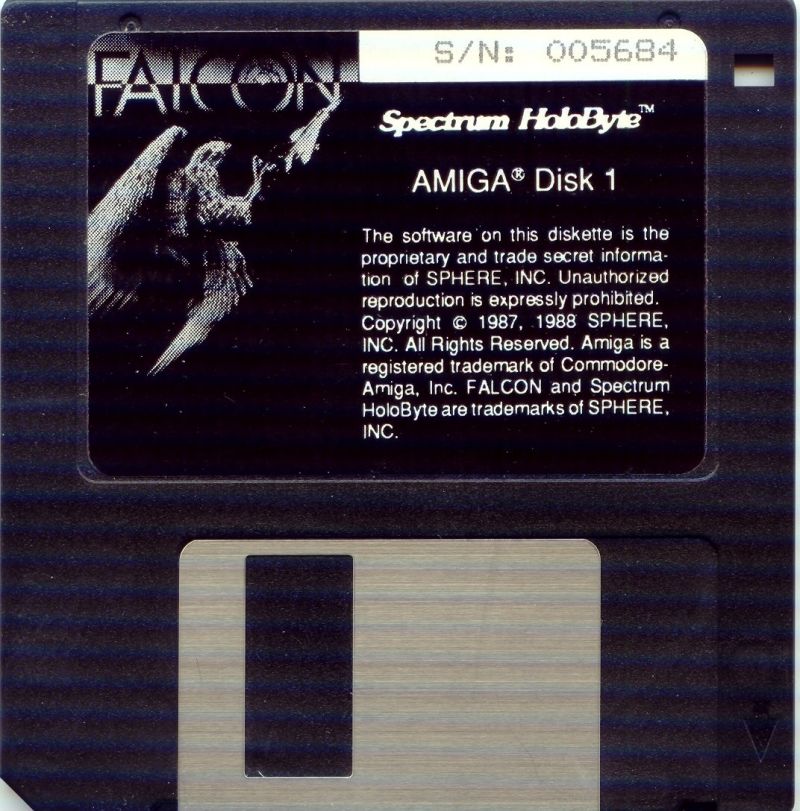 FALCON
S/N: 005684
Spectrum HoloByte™
AMIGA® Disk 1
The software on this diskette is the
proprietary and trade secret informa-
tion of SPHERE, INC. Unauthorized
reproduction is expressly prohibited.
Copyright © 1987, 1988 SPHERE,
INC. All Rights Reserved. Amiga is a
registered trademark of Commodore-
Amiga, Inc. FALCON and Spectrum
HoloByte are trademarks of SPHERE,
INC.